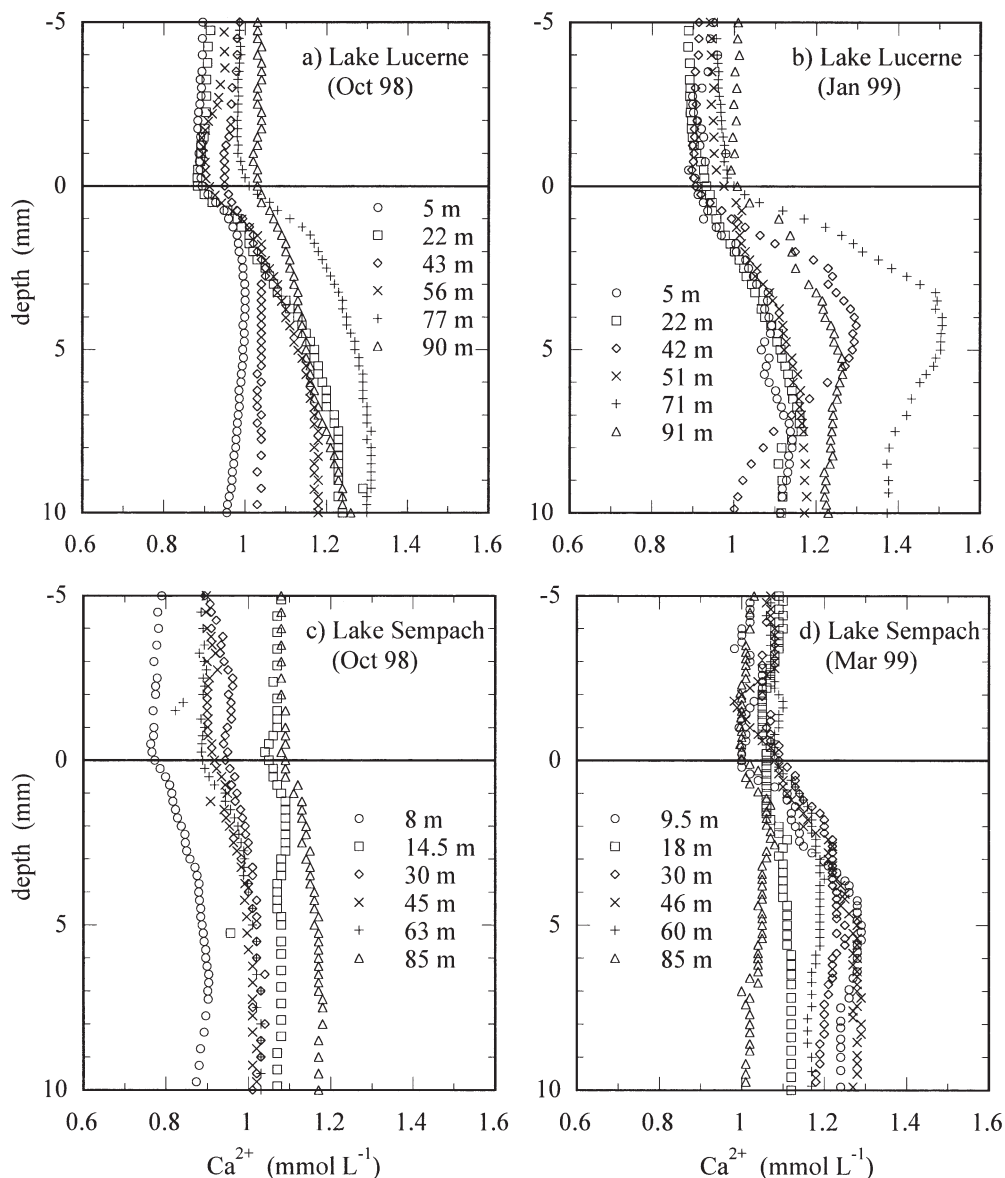 -5
0
5
10
depth (mm)
a) Lake Lucerne
(Oct 98)
5 m
22 m
43 m
56 m
77 m
90 m
0.6 0.8 1 1.2 1.4 1.6
-5
0
5
10
b) Lake Lucerne
(Jan 99)
5 m
22 m
42 m
51 m
71 m
91 m
0.6 0.8 1 1.2 1.4 1.6
-5
0
5
10
depth (mm)
c) Lake Sempach
(Oct 98)
8 m
14.5 m
30 m
45 m
63 m
85 m
0.6 0.8 1 1.2 1.4 1.6
Ca²⁺ (mmol L⁻¹)
-5
0
5
10
d) Lake Sempach
(Mar 99)
9.5 m
18 m
30 m
46 m
60 m
85 m
0.6 0.8 1 1.2 1.4 1.6
Ca²⁺ (mmol L⁻¹)